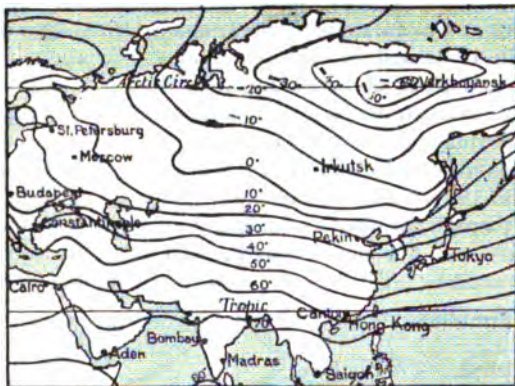 Arctic Circle
-30°
-50°
Verkhoyansk
-20°
-10°
St. Petersburg
Moscow
0°
Irkutsk
Budapest
10°
20°
Constantinople
30°
Pekin
40°
Tokyo
50°
Cairo
60°
Tropic
Canton
70°
Hong Kong
Bombay
Aden
Madras
Saigon